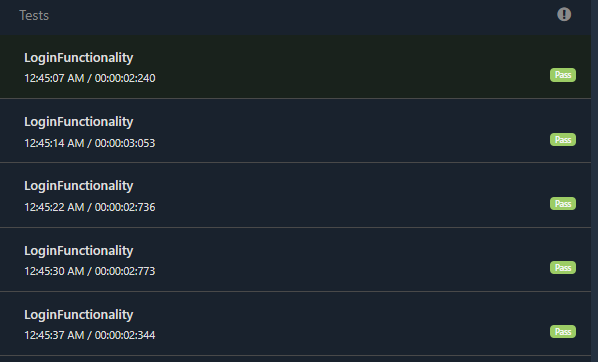 Tests
LoginFunctionality
12:45:07 AM / 00:00:02:240
Pass
LoginFunctionality
12:45:14 AM / 00:00:03:053
Pass
LoginFunctionality
12:45:22 AM / 00:00:02:736
Pass
LoginFunctionality
12:45:30 AM / 00:00:02:773
Pass
LoginFunctionality
12:45:37 AM / 00:00:02:344
Pass